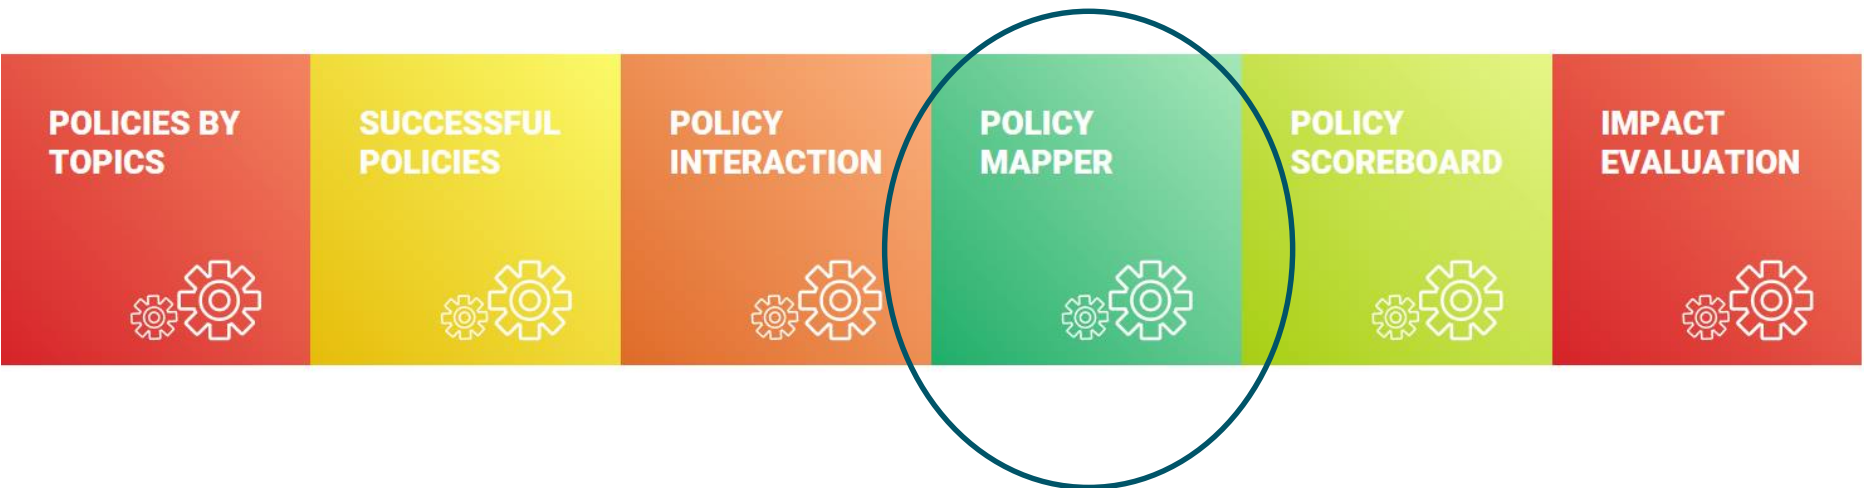 POLICIES BY
TOPICS
SUCCESSFUL
POLICIES
POLICY
INTERACTION
POLICY
MAPPER
POLICY
SCOREBOARD
IMPACT
EVALUATION